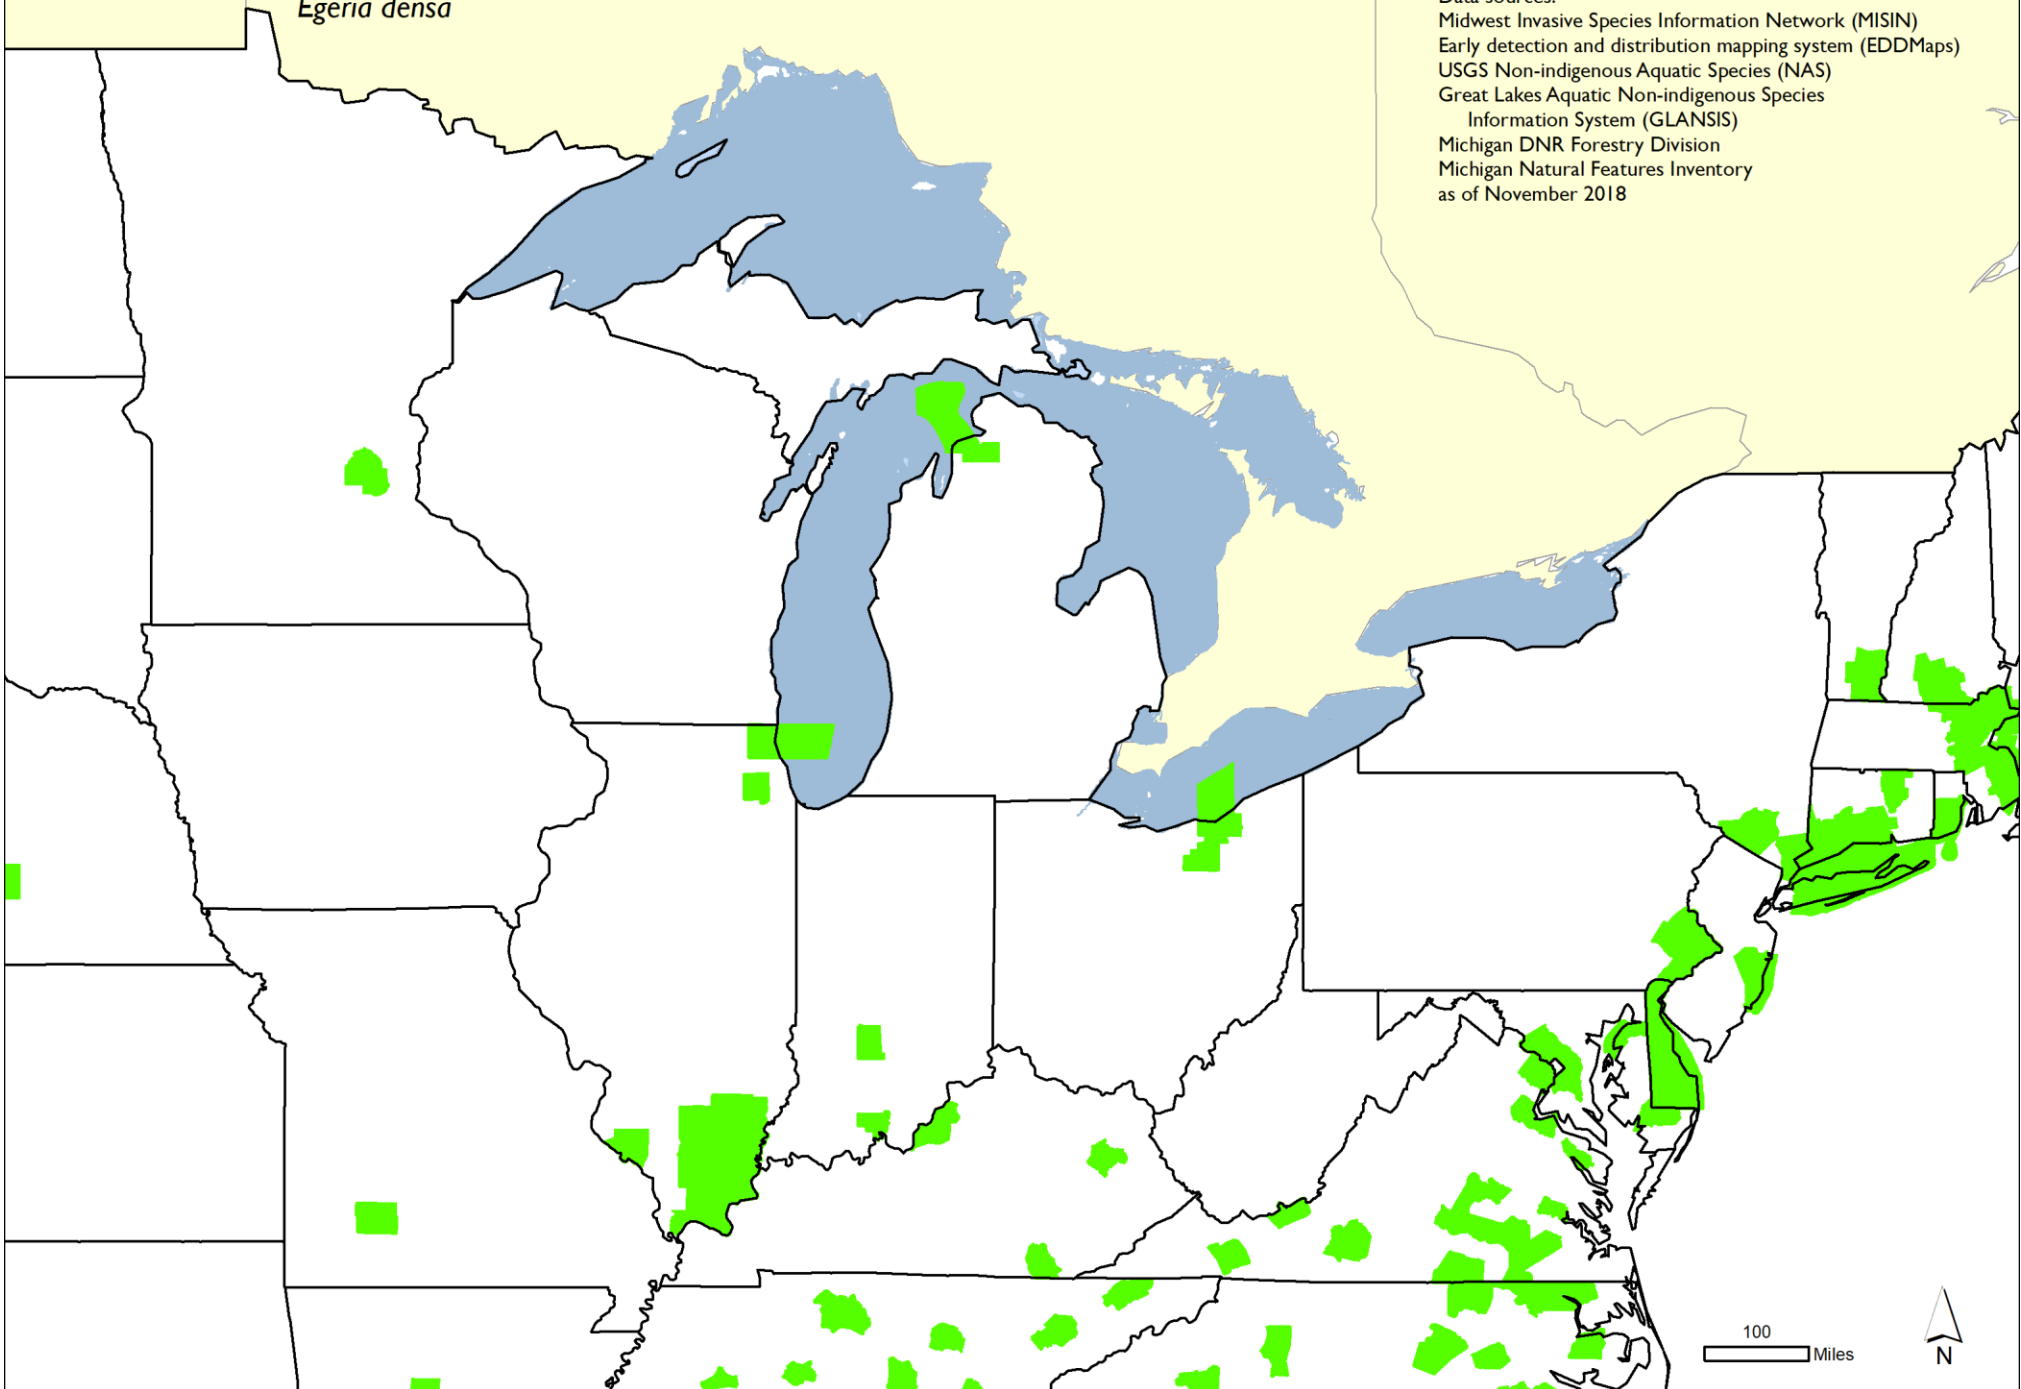 Egeria densa
Data sources:
Midwest Invasive Species Information Network (MISIN)
Early detection and distribution mapping system (EDDMaps)
USGS Non-indigenous Aquatic Species (NAS)
Great Lakes Aquatic Non-indigenous Species
Information System (GLANSIS)
Michigan DNR Forestry Division
Michigan Natural Features Inventory
as of November 2018
100
Miles
N